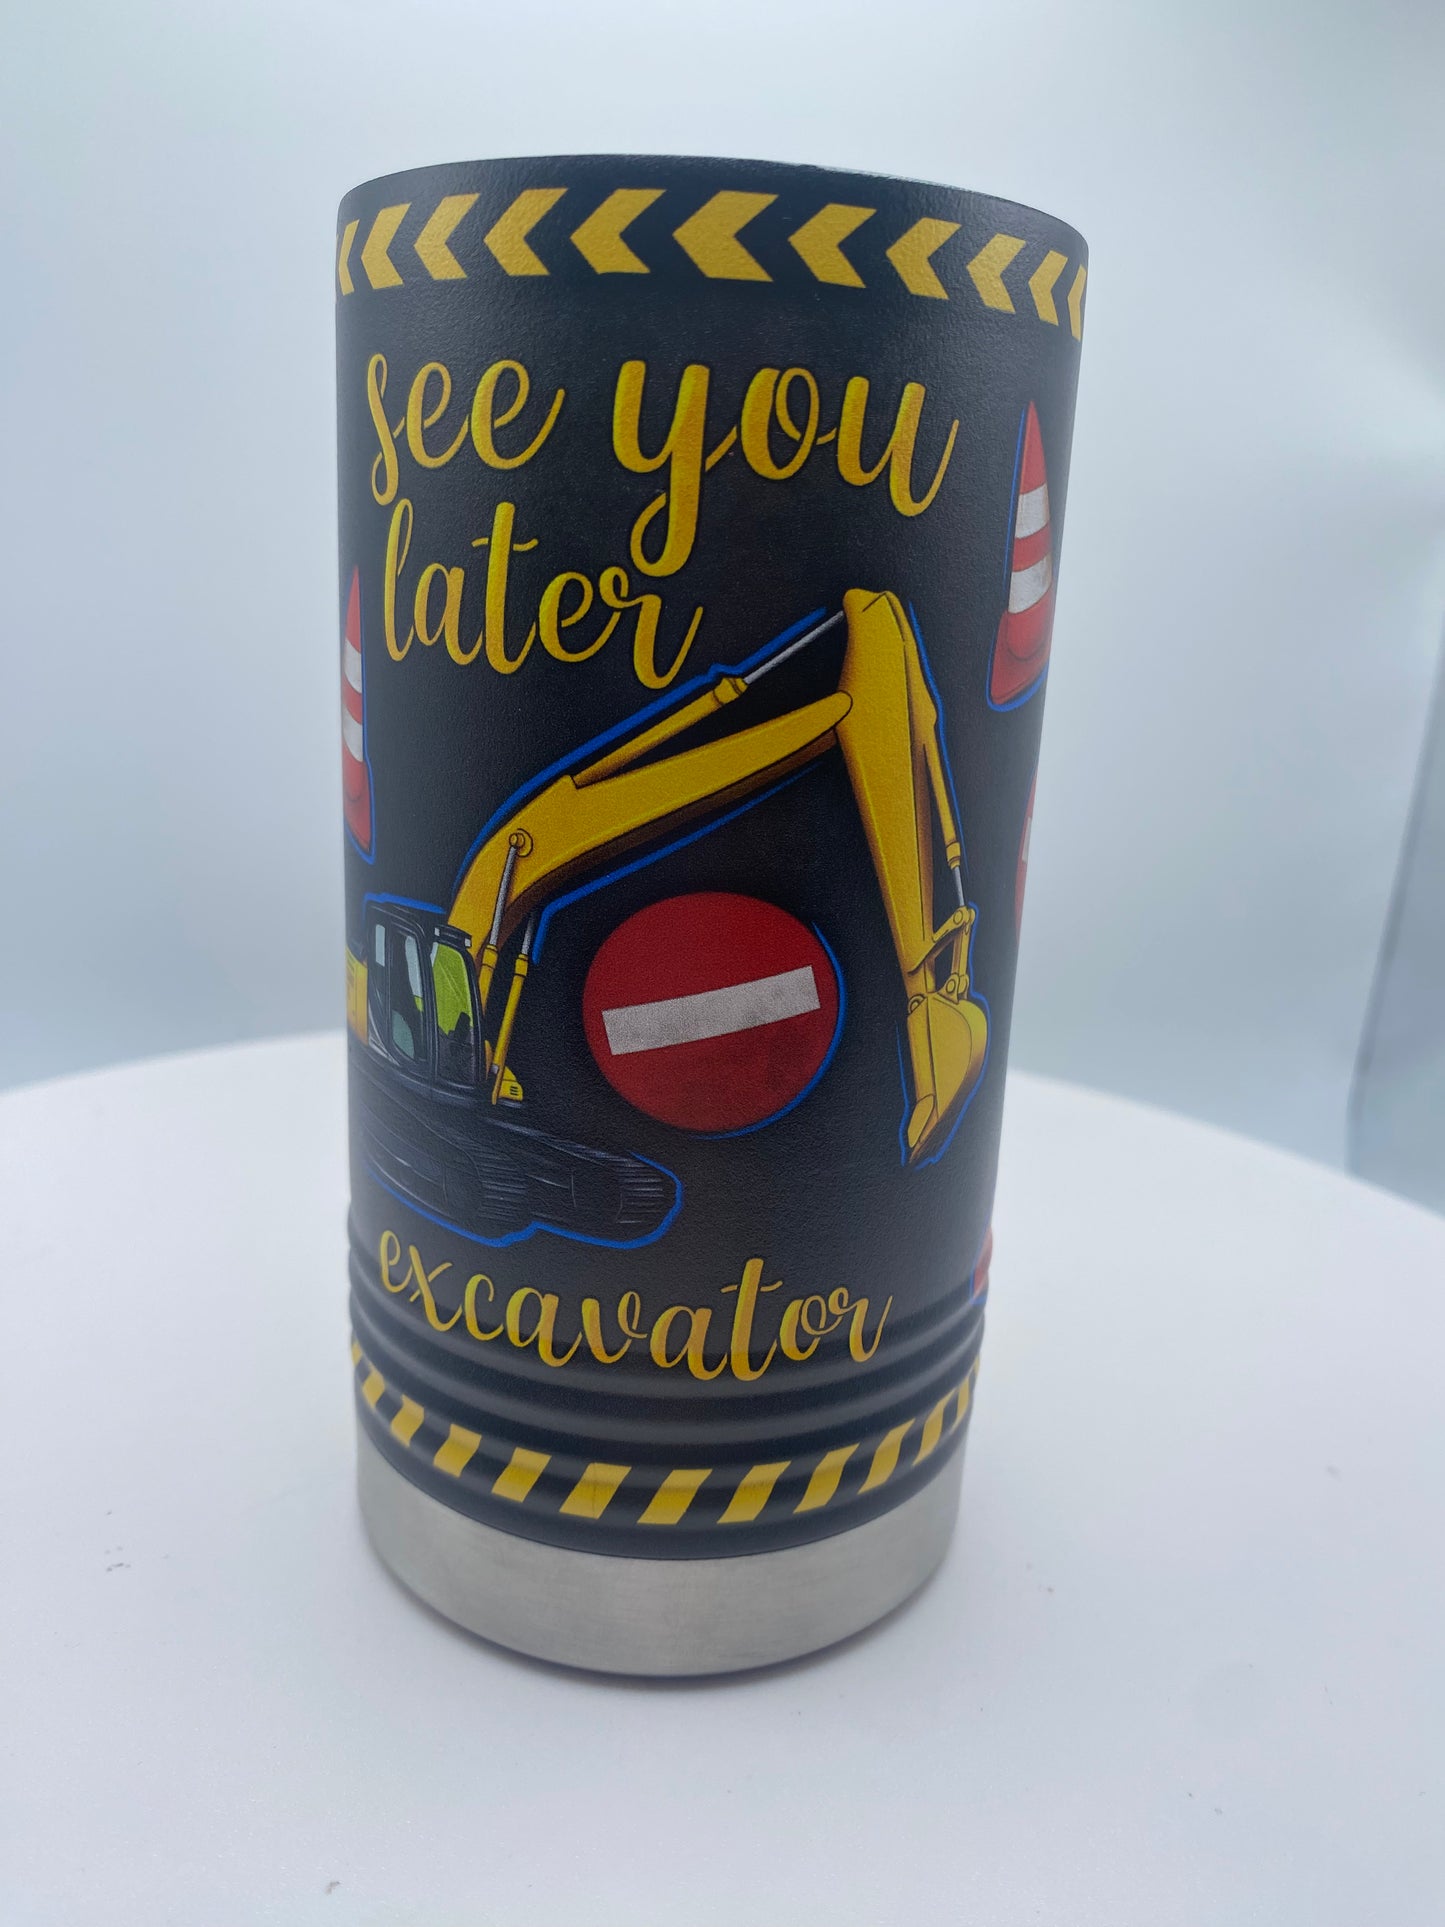 see you
later
excavator